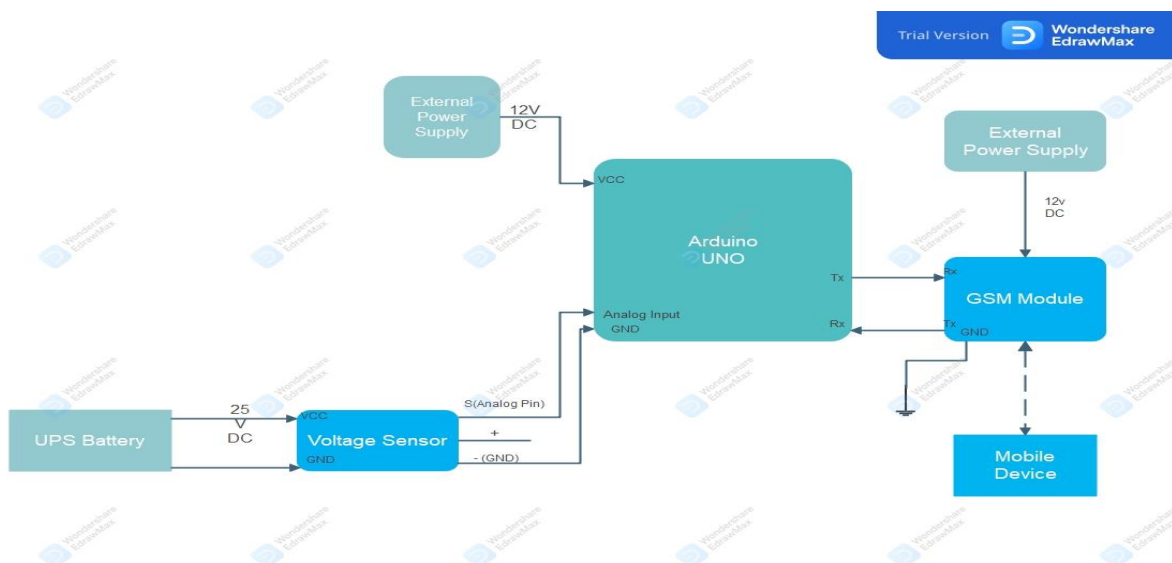 Trial Version
Wondershare
EdrawMax
External
Power
Supply
12V
DC
External
Power Supply
12v
DC
VCC
Arduino
UNO
Tx
Rx
Analog Input
GND
Rx
GSM Module
Tx
GND
S(Analog Pin)
+
- (GND)
UPS Battery
25
V
DC
VCC
Voltage Sensor
GND
Mobile
Device
Wondershare
EdrawMax